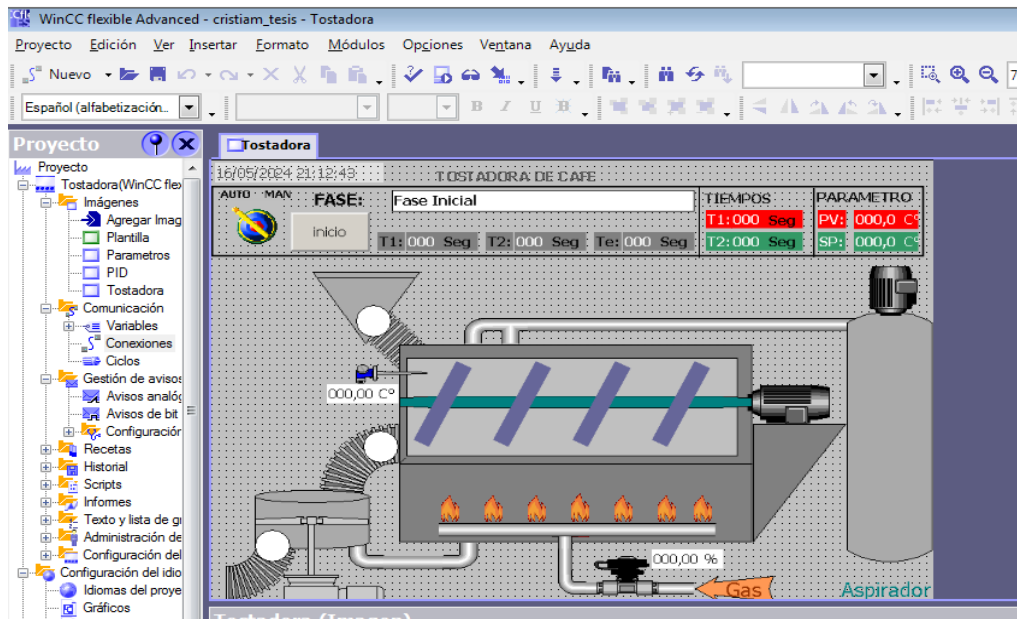 WinCC flexible Advanced - cristiam_tesis - Tostadora
Proyecto Edición Ver Insertar Formato Módulos Opciones Ventana Ayuda
Nuevo
Español (alfabetización..
B I U
Proyecto
Proyecto
Tostadora(WinCC flex
Imágenes
Agregar Imag
Plantilla
Parametros
PID
Tostadora
Comunicación
Variables
Conexiones
Ciclos
Gestión de avisos
Avisos analóg
Avisos de bit
Configuración
Recetas
Historial
Scripts
Informes
Texto y lista de gr
Administración de
Configuración del
Configuración del idio
Idiomas del proye
Gráficos
Tostadora
16/05/2024 21:12:43
TOSTADORA DE CAFE
AUTO MAN
FASE: Fase Inicial
inicio
T1: 000 Seg T2: 000 Seg Te: 000 Seg
TIEMPOS
T1:000 Seg
T2:000 Seg
PARAMETRO
PV: 000,0 C°
SP: 000,0 C°
000,00 C°
000,00 %
Gas
Aspirador
Tostadora (Imagen)